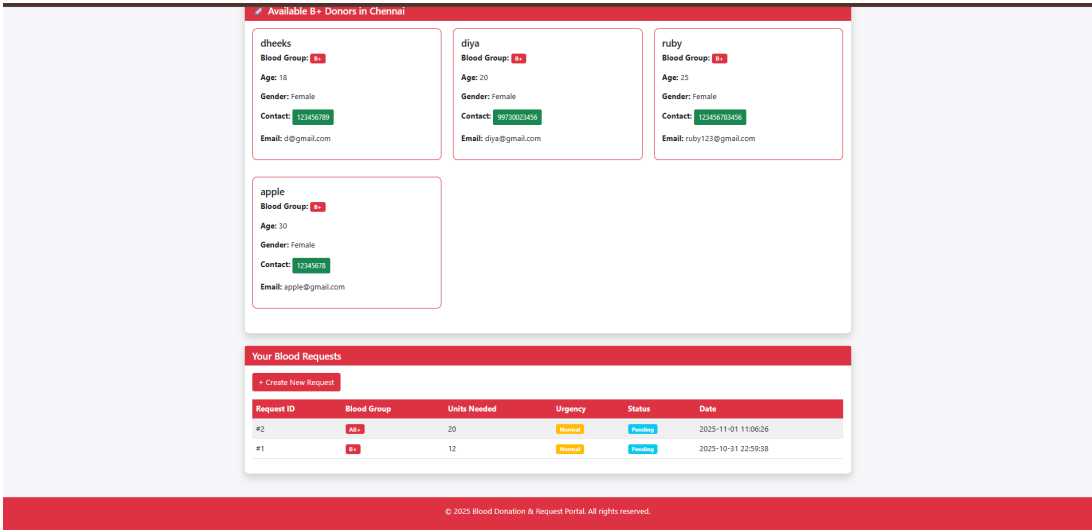 Available B+ Donors in Chennai
dheeks
Blood Group: B+
Age: 18
Gender: Female
Contact: 123456789
Email: d@gmail.com
diya
Blood Group: B+
Age: 20
Gender: Female
Contact: 99730023456
Email: diya@gmail.com
ruby
Blood Group: B+
Age: 25
Gender: Female
Contact: 123456783456
Email: ruby123@gmail.com
apple
Blood Group: B+
Age: 30
Gender: Female
Contact: 12345678
Email: apple@gmail.com
Your Blood Requests
+ Create New Request
Request ID Blood Group Units Needed Urgency Status Date
#2 AB+ 20 Normal Pending 2025-11-01 11:06:26
#1 B+ 12 Normal Pending 2025-10-31 22:59:38
© 2025 Blood Donation & Request Portal. All rights reserved.